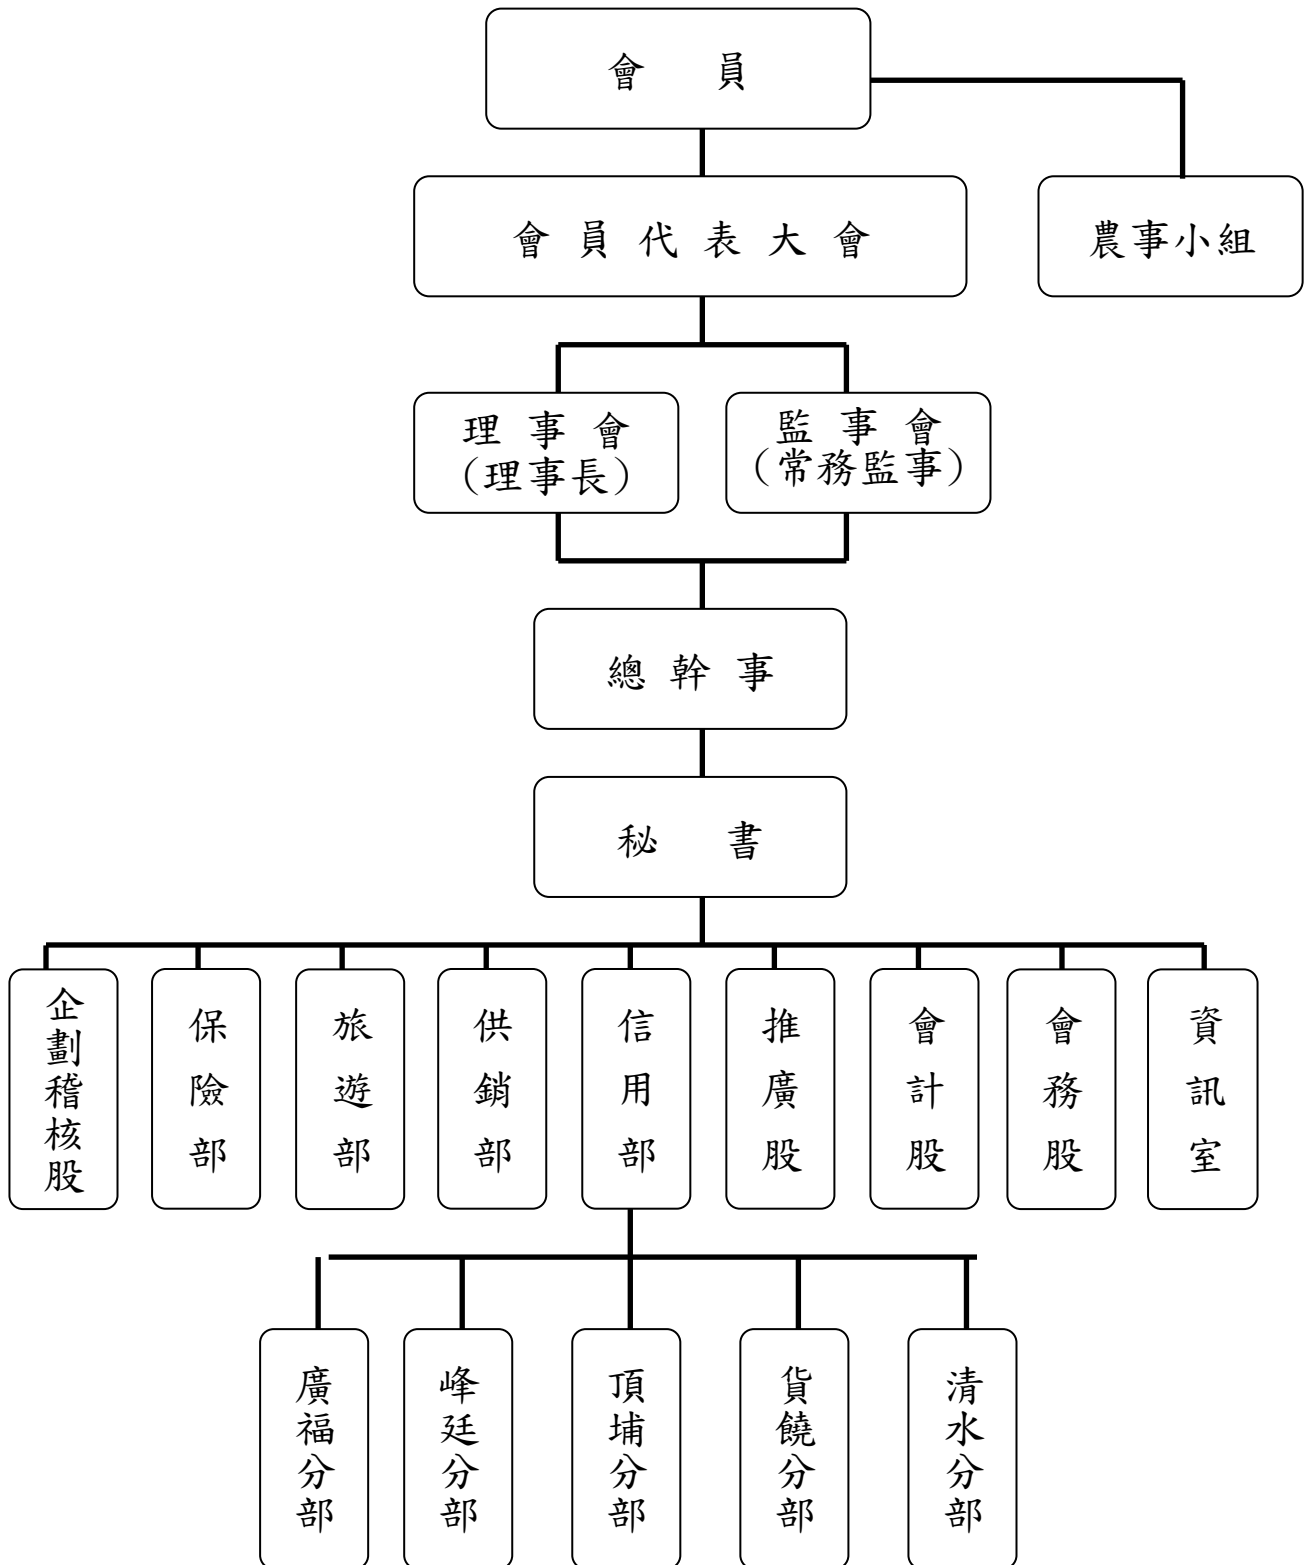 會員
會員代表大會
農事小組
理事會
(理事長)
監事會
(常務監事)
總幹事
秘書
企劃稽核股
保險部
旅遊部
供銷部
信用部
推廣股
會計股
會務股
資訊室
廣福分部
峰廷分部
頂埔分部
貨饒分部
清水分部